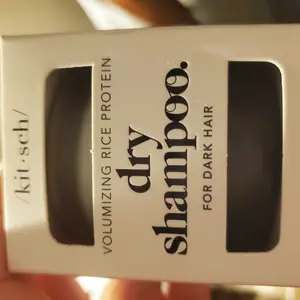 /kit·sch/
VOLUMIZING RICE PROTEIN
dry
shampoo.
FOR DARK HAIR